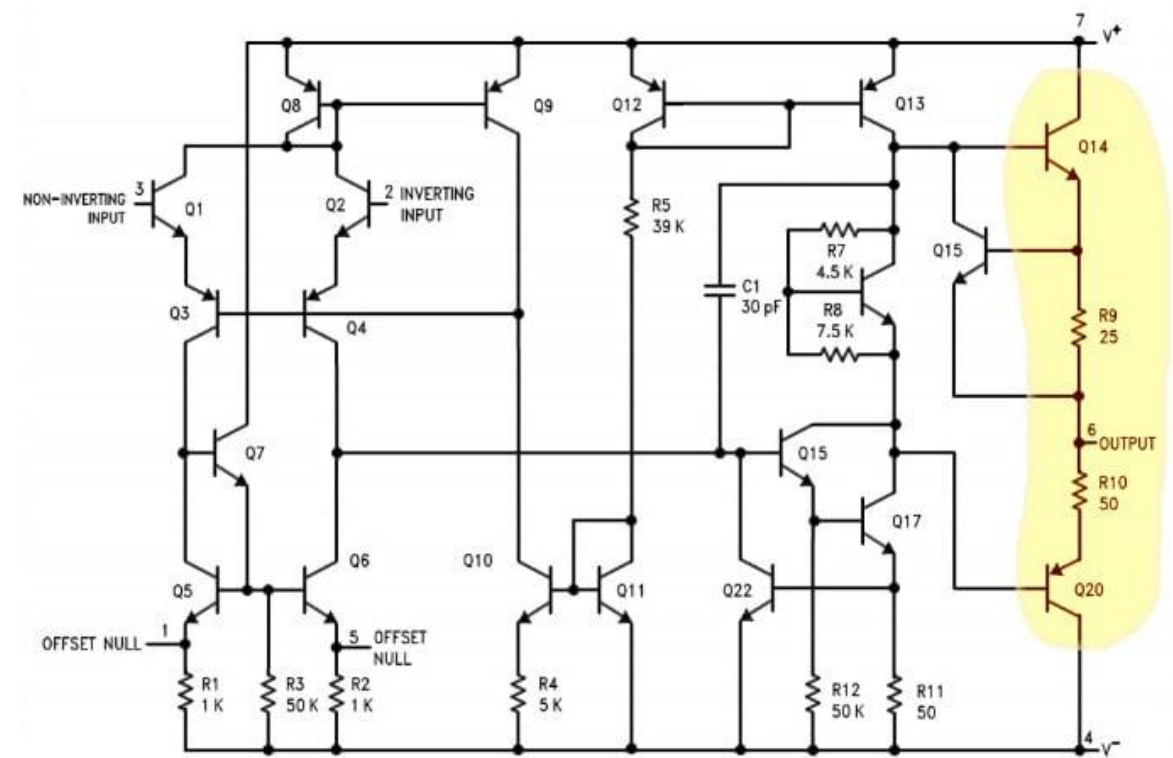 7
V+
Q8
Q9
Q12
Q13
Q14
NON-INVERTING
INPUT
3
Q1
Q2
2 INVERTING
INPUT
R5
39 K
R7
4.5 K
Q15
Q3
Q4
C1
30 pF
R8
7.5 K
R9
25
6
OUTPUT
Q7
Q15
R10
50
Q17
Q5
Q6
Q10
Q11
Q22
Q20
OFFSET NULL
1
5
OFFSET
NULL
R1
1 K
R3
50 K
R2
1 K
R4
5 K
R12
50 K
R11
50
4
V-